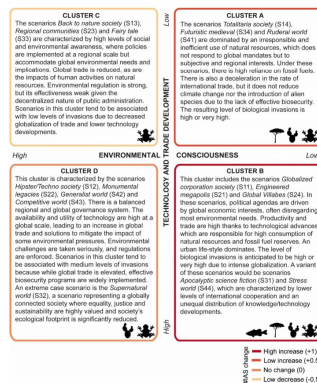 CLUSTER C
The scenarios Back to nature society (S13),
Regional communities (S23) and Fairy tale
(S33) are characterized by high levels of social
and environmental awareness, where policies
are implemented at a regional scale but
accommodate global environmental needs and
implications. Global trade is reduced, as are
the impacts of human activities on natural
resources. Environmental regulation is strong,
but its effectiveness weak given the
decentralized nature of public administration.
Scenarios in this cluster tend to be associated
with low levels of invasions due to decreased
globalization of trade and lower technology
developments.
Low
CLUSTER A
The scenarios Totalitaria society (S14),
Futuristic medieval (S34) and Ruderal world
(S41) are dominated by an irresponsible and
inefficient use of natural resources, which does
not respond to global mandates but to
subjective and regional interests. Under these
scenarios, there is high reliance on fossil fuels.
There is also a deceleration in the rate of
international trade, but it does not reduce
climate change nor the introduction of alien
species due to the lack of effective biosecurity.
The resulting level of biological invasions is
high or very high.
High
ENVIRONMENTAL CONSCIOUSNESS
Low
TECHNOLOGY AND TRADE DEVELOPMENT
CLUSTER D
This cluster is characterized by the scenarios
Hipster/Techno society (S12), Monumental
legacies (S22), Generalist world (S42) and
Competitive world (S43). There is a balanced
regional and global governance system. The
availability and utility of technology are high at a
global scale, leading to an increase in global
trade and solutions to mitigate the impact of
some environmental pressures. Environmental
challenges are taken seriously, and regulations
are enforced. Scenarios in this cluster tend to
be associated with medium levels of invasions
because while global trade is elevated, effective
biosecurity programs are widely implemented.
An extreme case scenario is the Supernatural
world (S32), a scenario representing a globally
connected society where equality, justice and
sustainability are highly valued and society's
ecological footprint is significantly reduced.
High
CLUSTER B
This cluster includes the scenarios Globalized
corporation society (S11), Engineered
megapolis (S21) and Global Villabes (S24). In
these scenarios, political agendas are driven
by global economic interests, often disregarding
most environmental needs. Productivity and
trade are high thanks to technological advances
which are responsible for high consumption of
natural resources and fossil reserves. An
urban life-style dominates. The level of
biological invasions is anticipated to be high or
very high due to intense globalization. A variant
of these scenarios would be scenarios
Apocalyptic science fiction (S31) and Stress
world (S44), which are characterized by lower
levels of international cooperation and an
unequal distribution of knowledge/technology
developments.
IAS change
High increase (+1)
Low increase (+0.5
No change (0)
Low decrease (-0.5